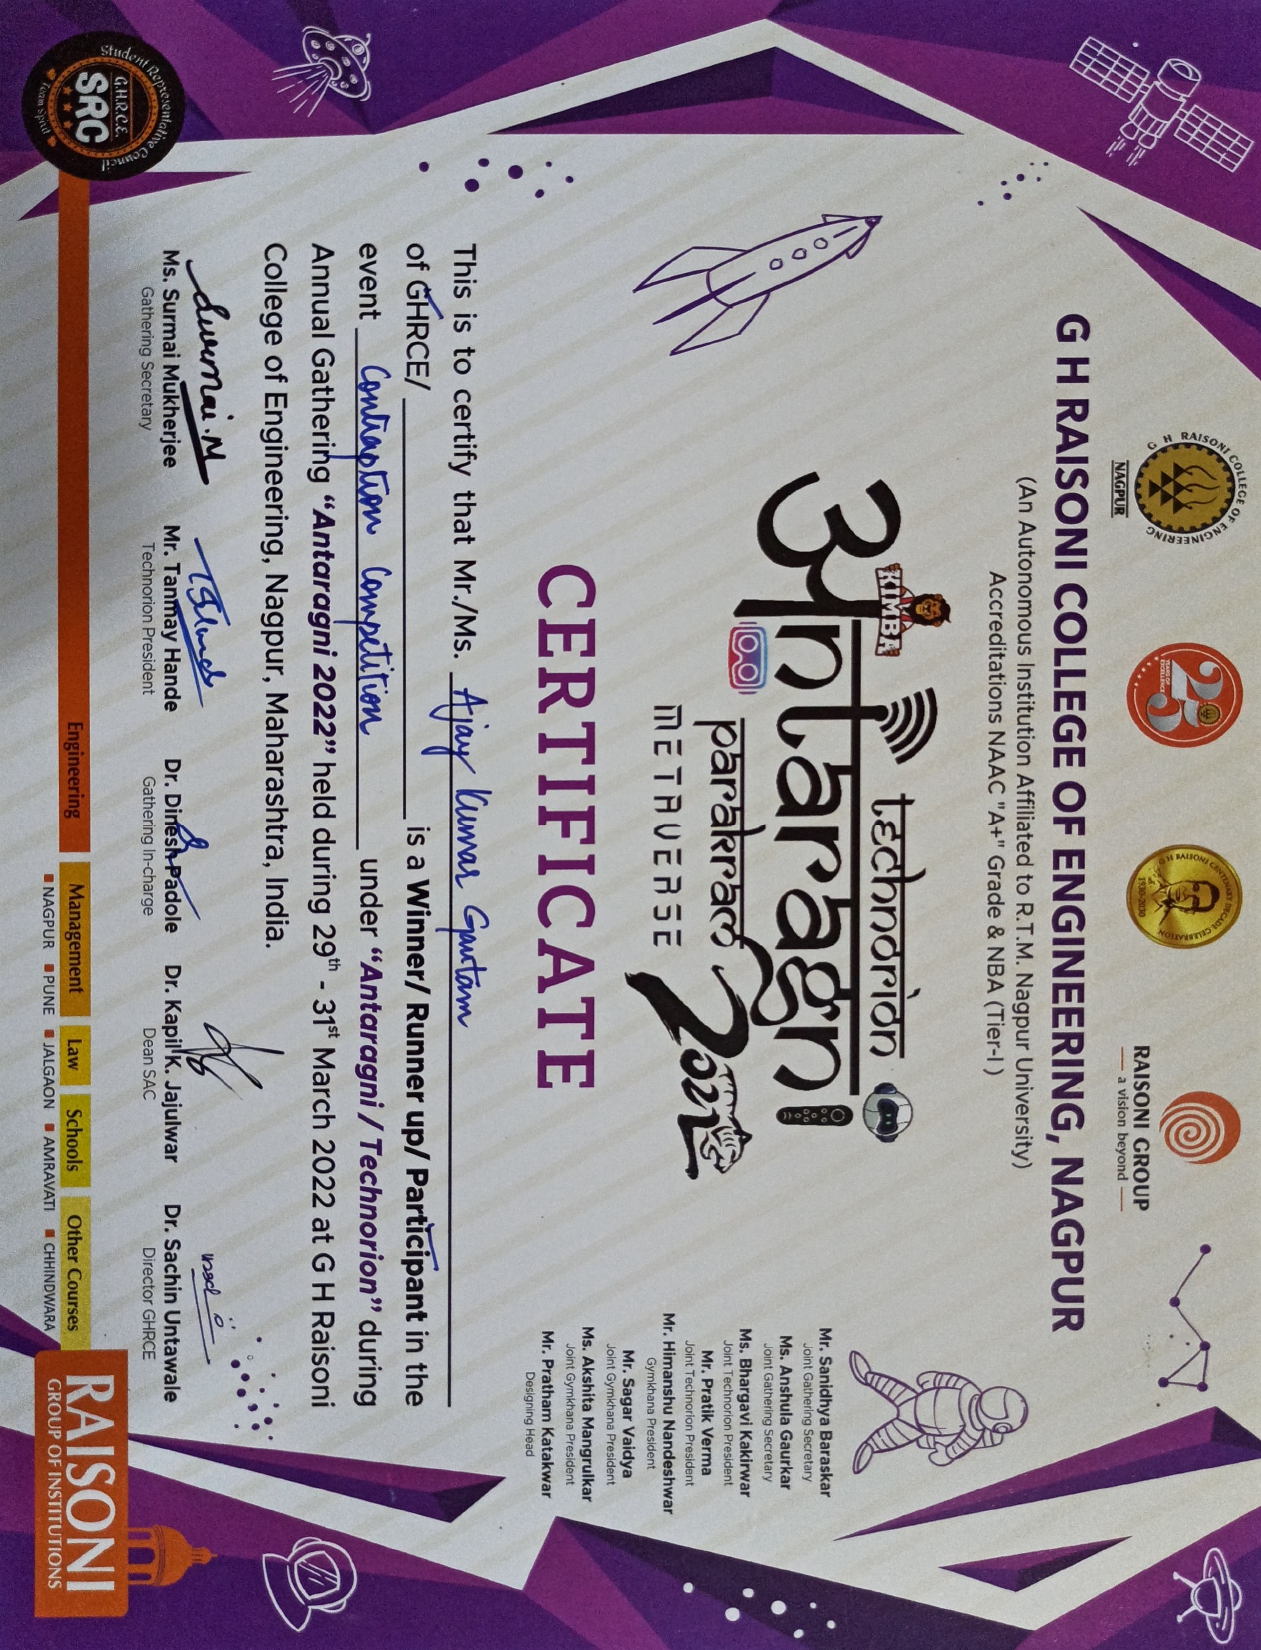 G H RAISONI COLLEGE OF ENGINEERING
NAGPUR
25
YEARS OF EXCELLENCE
G H RAISONI CENTENARY DECADE CELEBRATION
1930-2030
RAISONI GROUP
a vision beyond
G H RAISONI COLLEGE OF ENGINEERING, NAGPUR
(An Autonomous Institution Affiliated to R.T.M. Nagpur University)
Accreditations NAAC "A+" Grade & NBA (Tier-I )
KIMBA
technorion
अntaragni
parakram
2022
METAVERSE
Mr. Sanidhya Baraskar
Joint Gathering Secretary
Ms. Anshula Gaurkar
Joint Gathering Secretary
Ms. Bhargavi Kakirwar
Joint Technorion President
Mr. Pratik Verma
Joint Technorion President
Mr. Himanshu Nandeshwar
Gymkhana President
Mr. Sagar Vaidya
Joint Gymkhana President
Ms. Akshita Mangrulkar
Joint Gymkhana President
Mr. Pratham Katakwar
Designing Head
CERTIFICATE
This is to certify that Mr./Ms. Ajay Kumar Gautam
of GHRCE/ is a Winner/ Runner up/ Participant in the
event Contraption Competition under “Antaragni / Technorion” during
Annual Gathering “Antaragni 2022” held during 29th - 31st March 2022 at G H Raisoni
College of Engineering, Nagpur, Maharashtra, India.
Surmai.M
Ms. Surmai Mukherjee
Gathering Secretary
Mr. Tanmay Hande
Technorion President
Dr. Dinesh Padole
Gathering In-charge
Dr. Kapil K. Jajulwar
Dean SAC
Dr. Sachin Untawale
Director GHRCE
Student Representative Council
G.H.R.C.E.
SRC
Team Spirit
Engineering Management Law Schools Other Courses
NAGPUR PUNE JALGAON AMRAVATI CHHINDWARA
RAISONI
GROUP OF INSTITUTIONS